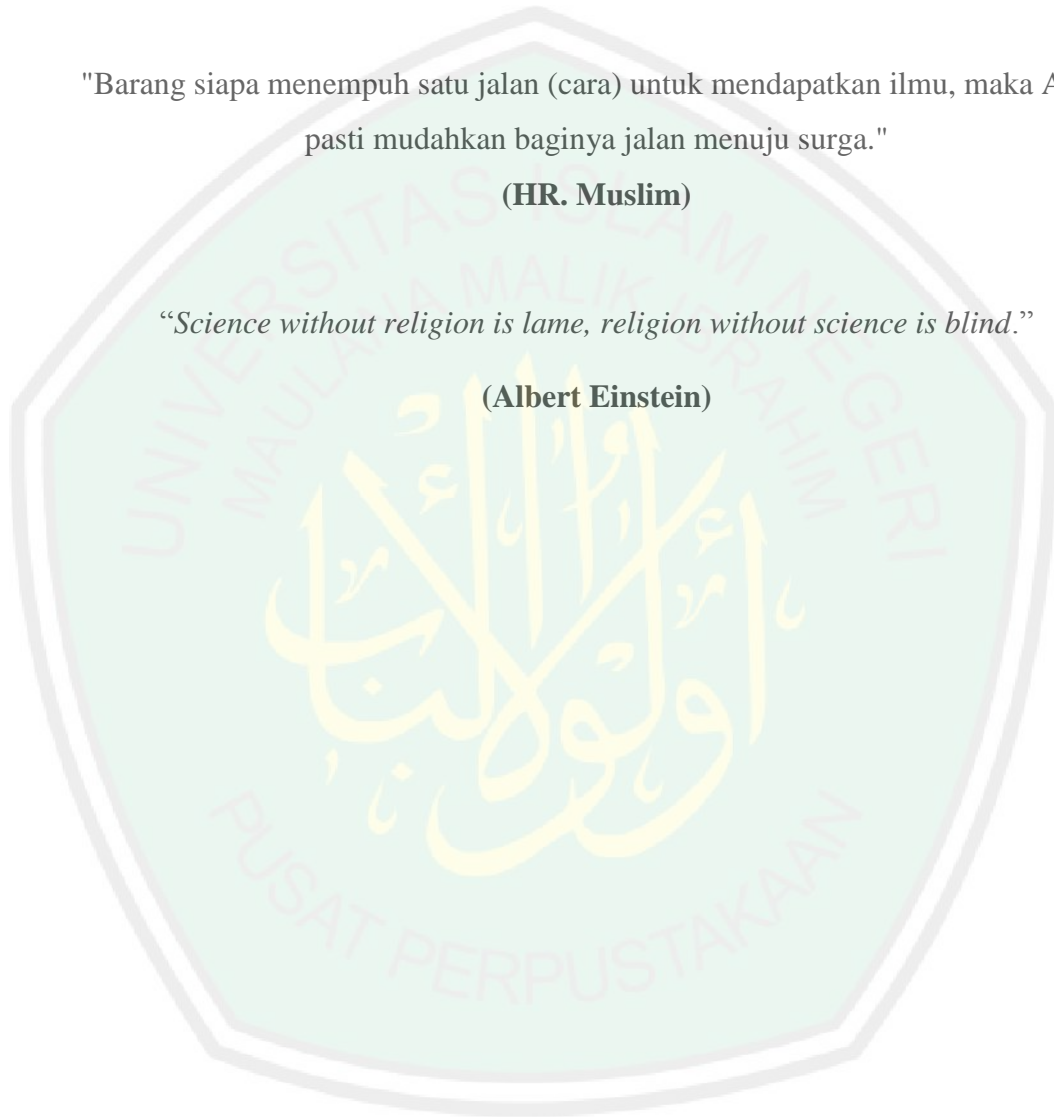 "Barang siapa menempuh satu jalan (cara) untuk mendapatkan ilmu, maka A
pasti mudahkan baginya jalan menuju surga."
(HR. Muslim)
“Science without religion is lame, religion without science is blind.”
(Albert Einstein)
UNIVERSITAS ISLAM NEGERI
MAULANA MALIK IBRAHIM
أولو الألباب
PUSAT PERPUSTAKAAN